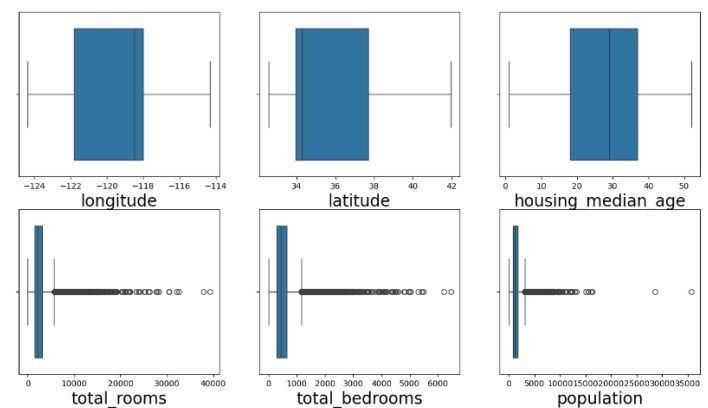 −124 −122 −120 −118 −116 −114
longitude
34 36 38 40 42
latitude
0 10 20 30 40 50
housing_median_age
0 10000 20000 30000 40000
total_rooms
0 1000 2000 3000 4000 5000 6000
total_bedrooms
0 5000 10000 15000 20000 25000 30000 35000
population